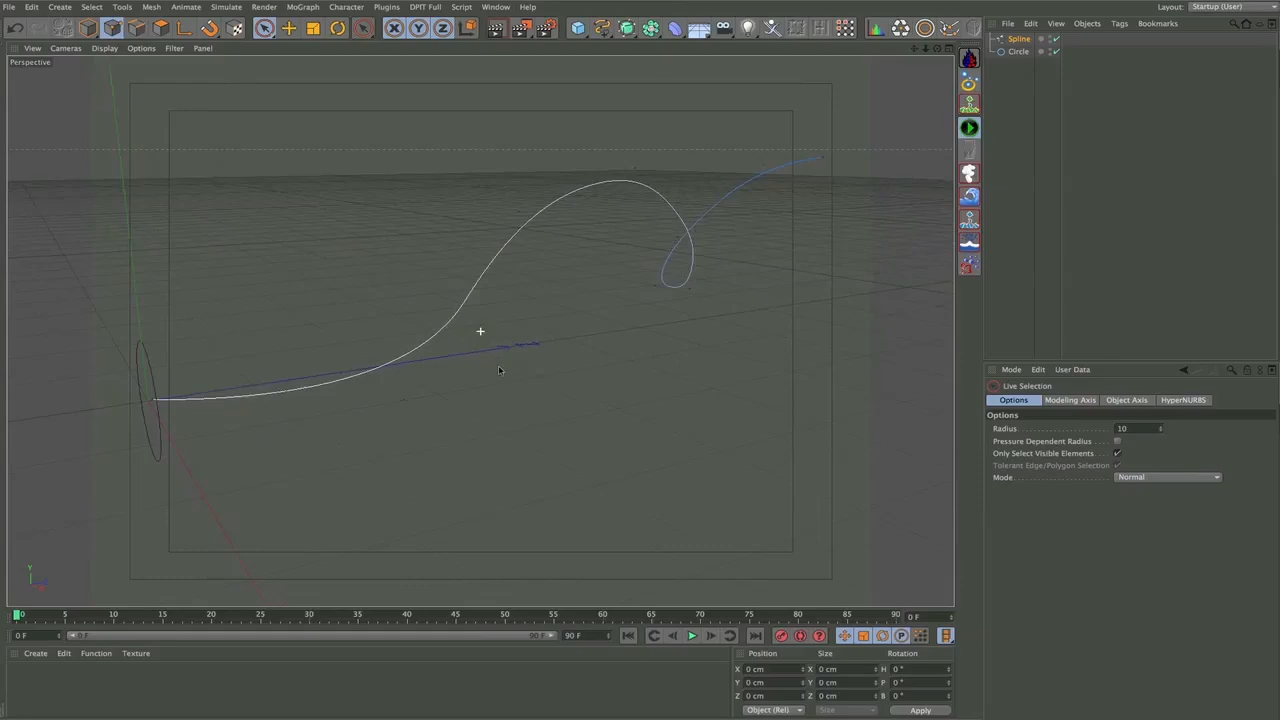 File Edit Create Select Tools Mesh Animate Simulate Render MoGraph Character Plugins DPIT Full Script Window Help Layout: Startup (User)
File Edit View Objects Tags Bookmarks
X Y Z
View Cameras Display Options Filter Panel
Perspective
Spline
Circle
Mode Edit User Data
Live Selection
Options Modeling Axis Object Axis HyperNURBS
Options
Radius 10
Pressure Dependent Radius
Only Select Visible Elements
Tolerant Edge/Polygon Selection
Mode Normal
Y
0 5 10 15 20 25 30 35 40 45 50 55 60 65 70 75 80 85 90 0 F
0 F 0 F 90 F 90 F P
Create Edit Function Texture
Position Size Rotation
X 0 cm X 0 cm H 0 °
Y 0 cm Y 0 cm P 0 °
Z 0 cm Z 0 cm B 0 °
Object (Rel) Size Apply